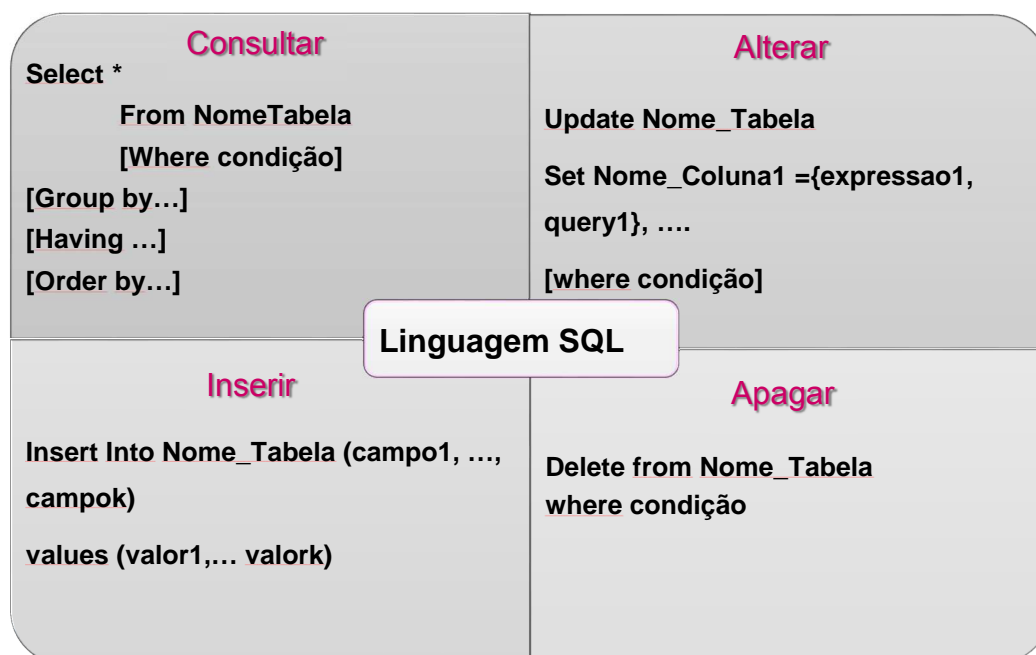 Consultar
Select *
From NomeTabela
[Where condição]
[Group by…]
[Having …]
[Order by…]
Alterar
Update Nome_Tabela
Set Nome_Coluna1 ={expressao1,
query1}, ….
[where condição]
Linguagem SQL
Inserir
Insert Into Nome_Tabela (campo1, …,
campok)
values (valor1,… valork)
Apagar
Delete from Nome_Tabela
where condição